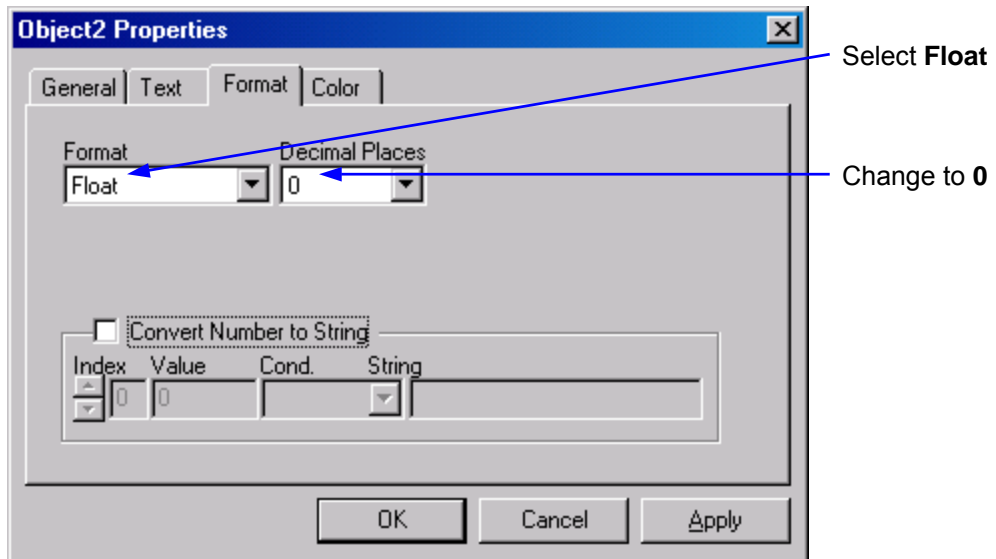 Object2 Properties
Select Float
General Text Format Color
Format Decimal Places
Float 0
Change to 0
Convert Number to String
Index Value Cond. String
0 0
OK Cancel Apply